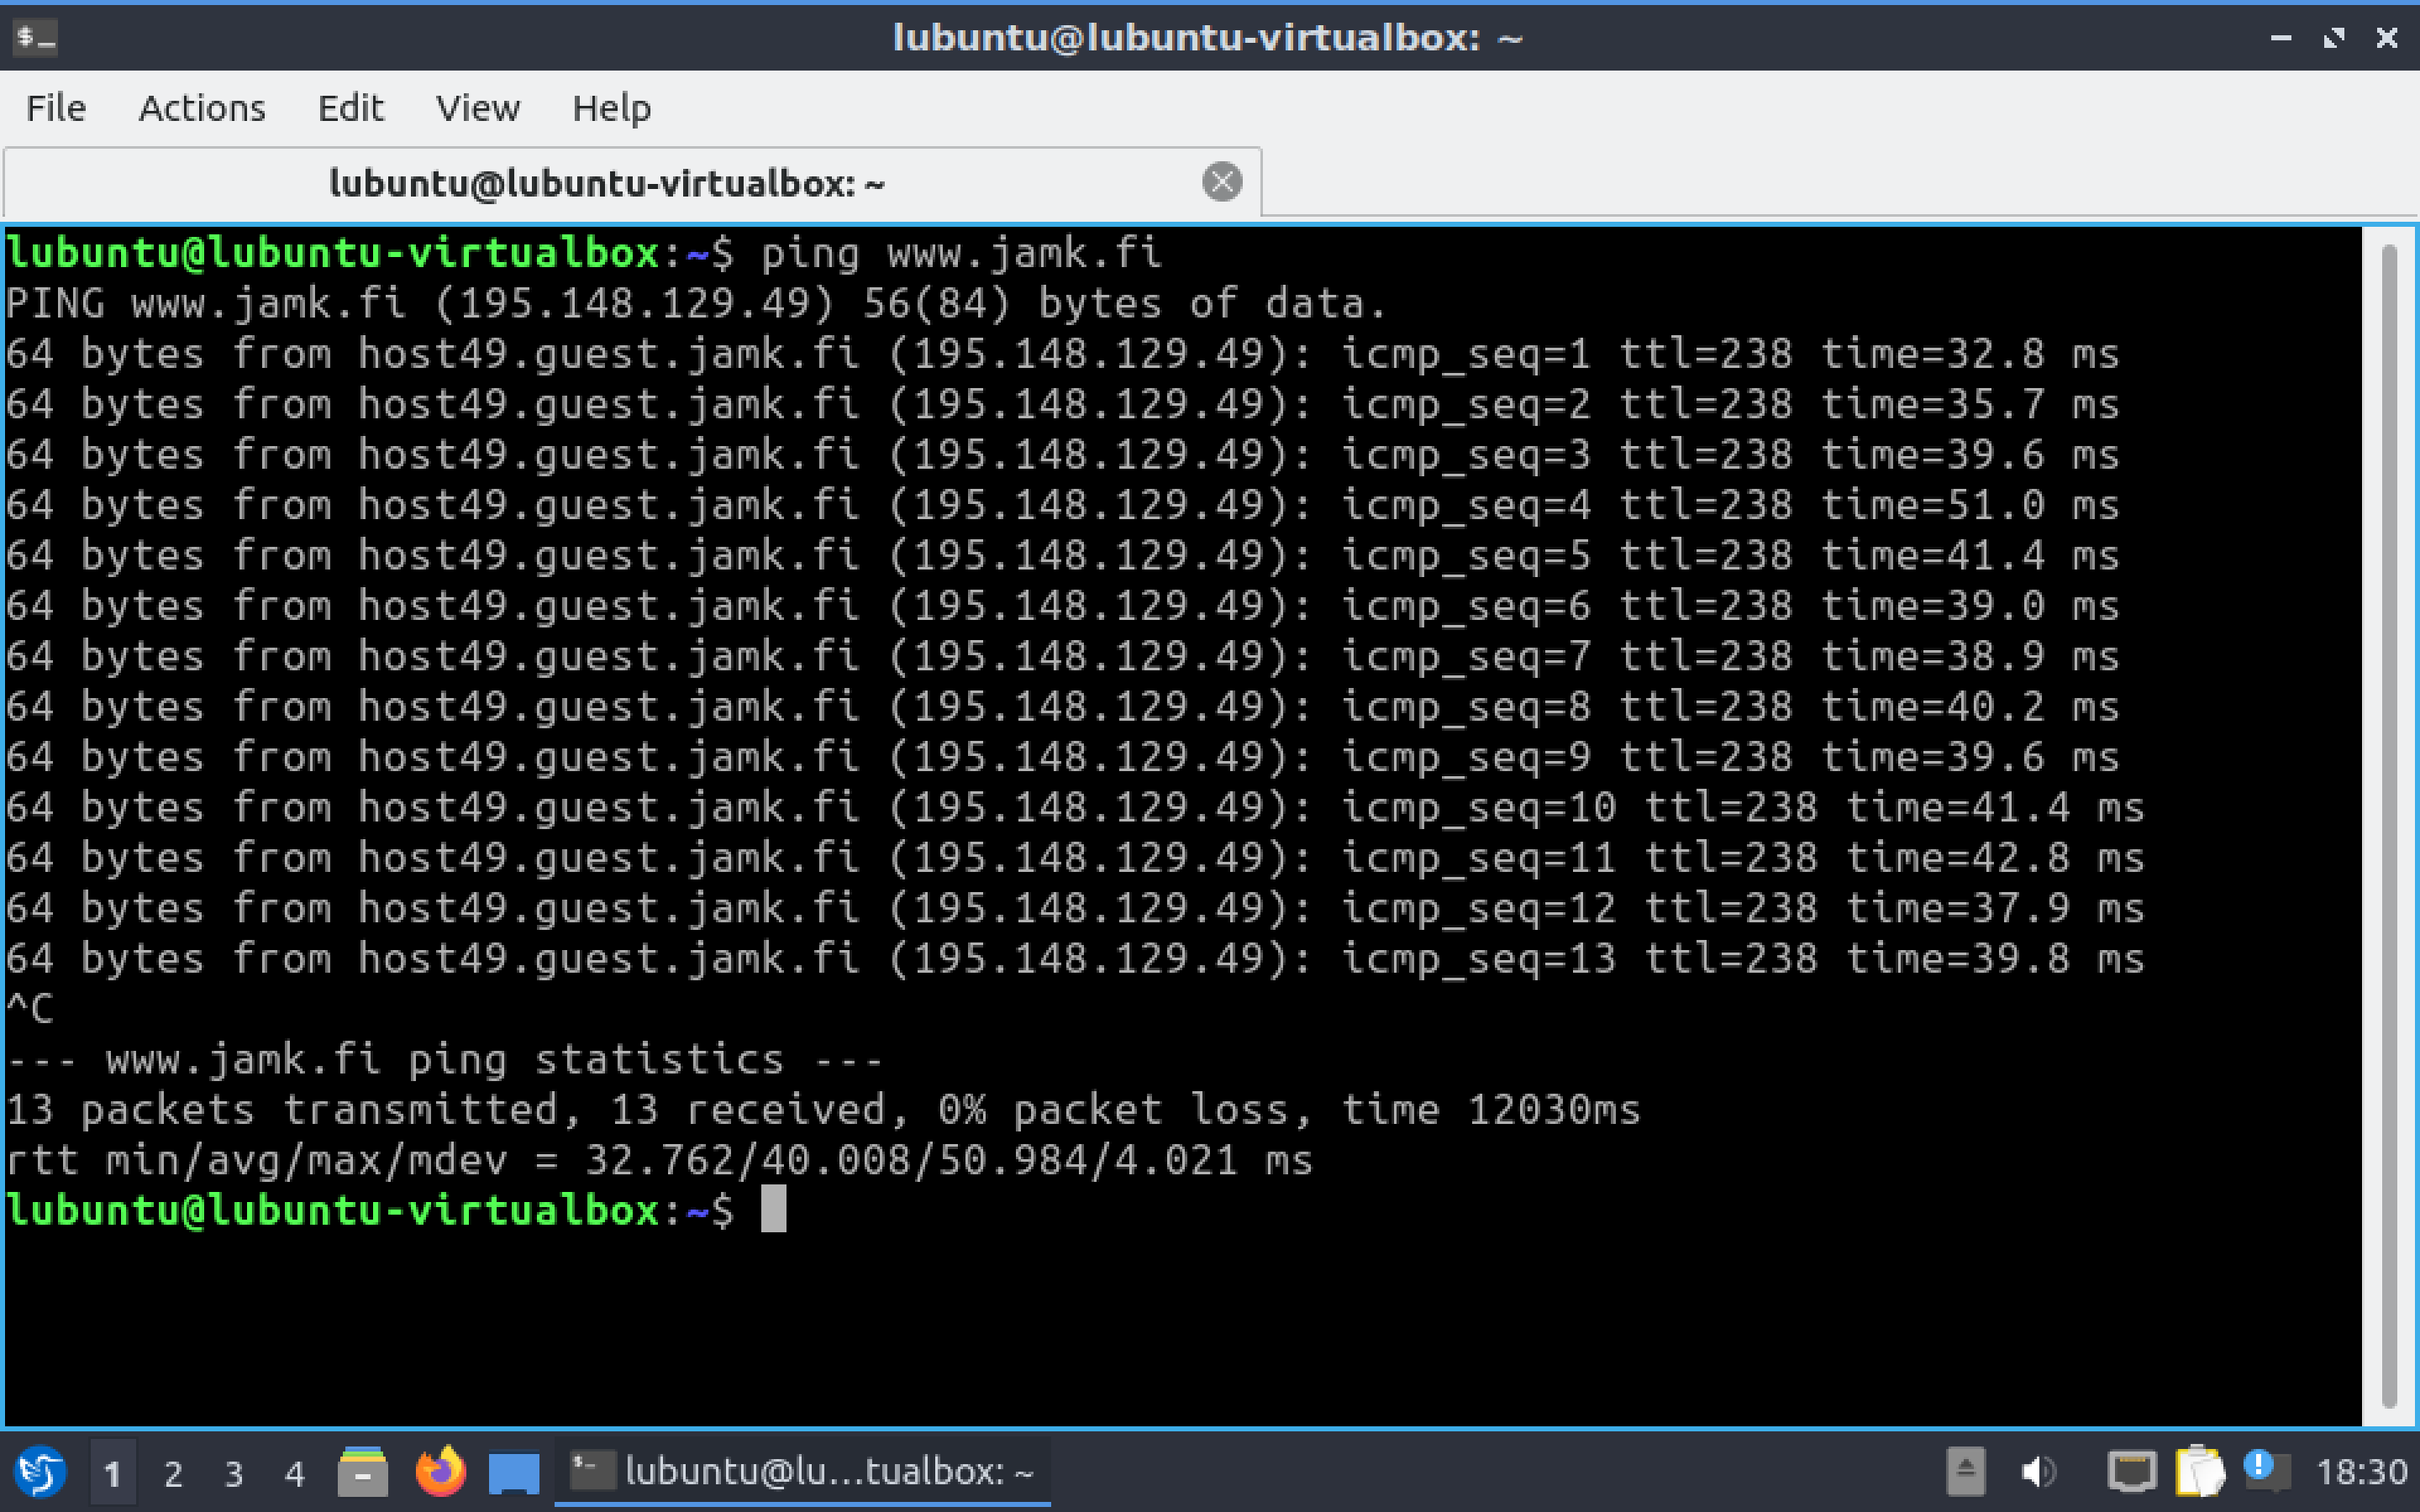 lubuntu@lubuntu-virtualbox: ~
File Actions Edit View Help
lubuntu@lubuntu-virtualbox: ~
lubuntu@lubuntu-virtualbox:~$ ping www.jamk.fi
PING www.jamk.fi (195.148.129.49) 56(84) bytes of data.
64 bytes from host49.guest.jamk.fi (195.148.129.49): icmp_seq=1 ttl=238 time=32.8 ms
64 bytes from host49.guest.jamk.fi (195.148.129.49): icmp_seq=2 ttl=238 time=35.7 ms
64 bytes from host49.guest.jamk.fi (195.148.129.49): icmp_seq=3 ttl=238 time=39.6 ms
64 bytes from host49.guest.jamk.fi (195.148.129.49): icmp_seq=4 ttl=238 time=51.0 ms
64 bytes from host49.guest.jamk.fi (195.148.129.49): icmp_seq=5 ttl=238 time=41.4 ms
64 bytes from host49.guest.jamk.fi (195.148.129.49): icmp_seq=6 ttl=238 time=39.0 ms
64 bytes from host49.guest.jamk.fi (195.148.129.49): icmp_seq=7 ttl=238 time=38.9 ms
64 bytes from host49.guest.jamk.fi (195.148.129.49): icmp_seq=8 ttl=238 time=40.2 ms
64 bytes from host49.guest.jamk.fi (195.148.129.49): icmp_seq=9 ttl=238 time=39.6 ms
64 bytes from host49.guest.jamk.fi (195.148.129.49): icmp_seq=10 ttl=238 time=41.4 ms
64 bytes from host49.guest.jamk.fi (195.148.129.49): icmp_seq=11 ttl=238 time=42.8 ms
64 bytes from host49.guest.jamk.fi (195.148.129.49): icmp_seq=12 ttl=238 time=37.9 ms
64 bytes from host49.guest.jamk.fi (195.148.129.49): icmp_seq=13 ttl=238 time=39.8 ms
^C
--- www.jamk.fi ping statistics ---
13 packets transmitted, 13 received, 0% packet loss, time 12030ms
rtt min/avg/max/mdev = 32.762/40.008/50.984/4.021 ms
lubuntu@lubuntu-virtualbox:~$
1 2 3 4 lubuntu@lu...tualbox: ~ 18:30